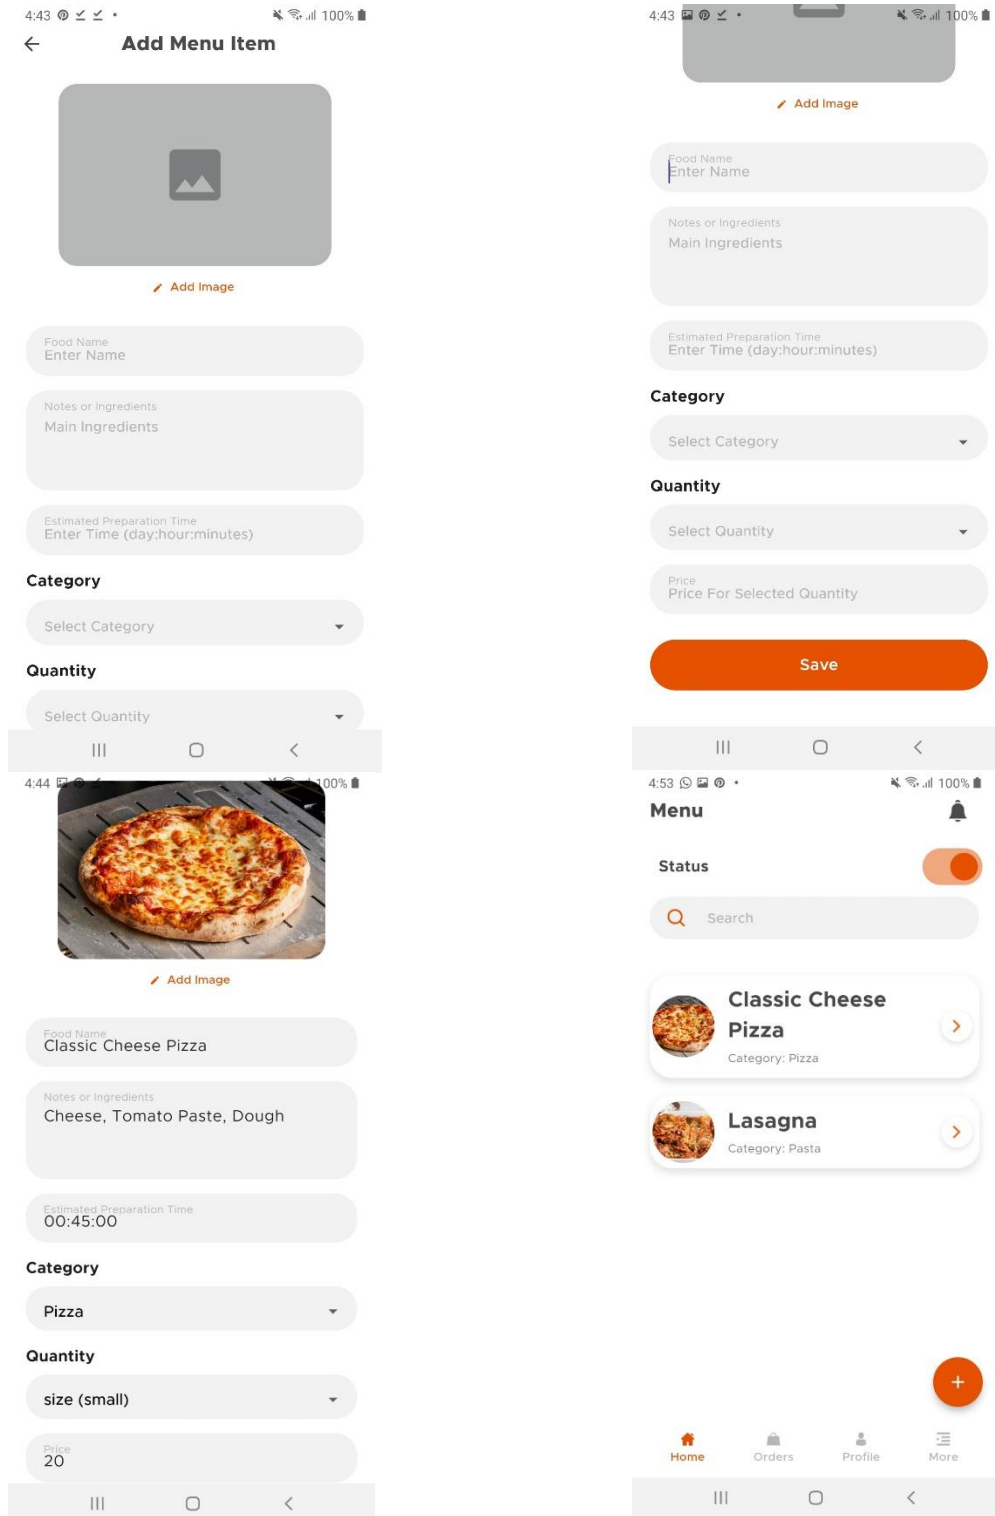 4:43
100%
Add Menu Item
Add Image
Food Name
Enter Name
Notes or Ingredients
Main Ingredients
Estimated Preparation Time
Enter Time (day:hour:minutes)
Category
Select Category
Quantity
Select Quantity
4:43
100%
Add Image
Food Name
Enter Name
Notes or Ingredients
Main Ingredients
Estimated Preparation Time
Enter Time (day:hour:minutes)
Category
Select Category
Quantity
Select Quantity
Price
Price For Selected Quantity
Save
4:44
100%
Add Image
Food Name
Classic Cheese Pizza
Notes or Ingredients
Cheese, Tomato Paste, Dough
Estimated Preparation Time
00:45:00
Category
Pizza
Quantity
size (small)
Price
20
4:53
100%
Menu
Status
Search
Classic Cheese
Pizza
Category: Pizza
Lasagna
Category: Pasta
Home Orders Profile More